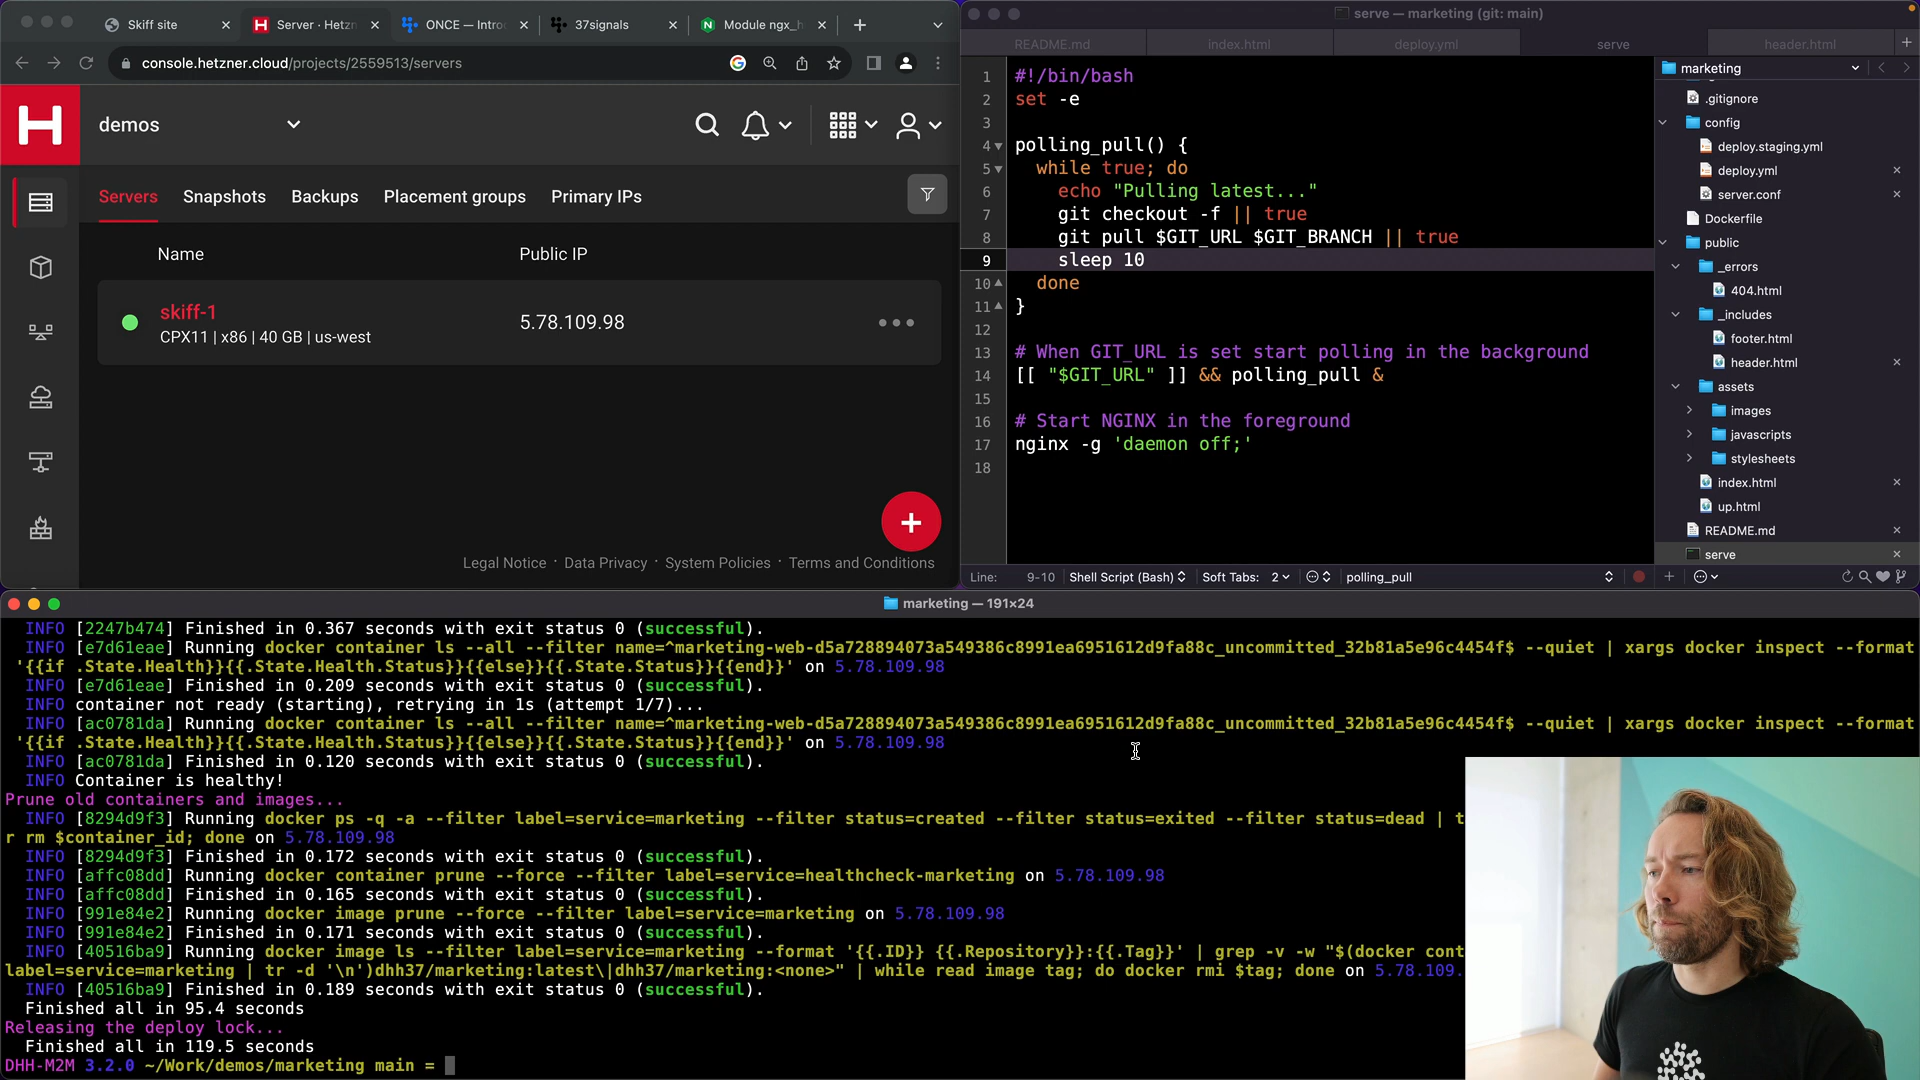 Skiff site
Server · Hetzn
ONCE — Intro
37signals
Module ngx_h
console.hetzner.cloud/projects/2559513/servers
demos
Servers
Snapshots
Backups
Placement groups
Primary IPs
Name
Public IP
skiff-1
CPX11 | x86 | 40 GB | us-west
5.78.109.98
Legal Notice · Data Privacy · System Policies · Terms and Conditions
serve — marketing (git: main)
README.md
index.html
deploy.yml
serve
header.html
1 #!/bin/bash
2 set -e
3
4 polling_pull() {
5 while true; do
6 echo "Pulling latest..."
7 git checkout -f || true
8 git pull $GIT_URL $GIT_BRANCH || true
9 sleep 10
10 done
11 }
12
13 # When GIT_URL is set start polling in the background
14 [[ "$GIT_URL" ]] && polling_pull &
15
16 # Start NGINX in the foreground
17 nginx -g 'daemon off;'
18
Line: 9-10
Shell Script (Bash)
Soft Tabs: 2
polling_pull
marketing
.gitignore
config
deploy.staging.yml
deploy.yml
server.conf
Dockerfile
public
_errors
404.html
_includes
footer.html
header.html
assets
images
javascripts
stylesheets
index.html
up.html
README.md
serve
marketing — 191×24
INFO [2247b474] Finished in 0.367 seconds with exit status 0 (successful).
INFO [e7d61eae] Running docker container ls --all --filter name=^marketing-web-d5a728894073a549386c8991ea6951612d9fa88c_uncommitted_32b81a5e96c4454f$ --quiet | xargs docker inspect --format
'{{if .State.Health}}{{.State.Health.Status}}{{else}}{{.State.Status}}{{end}}' on 5.78.109.98
INFO [e7d61eae] Finished in 0.209 seconds with exit status 0 (successful).
INFO container not ready (starting), retrying in 1s (attempt 1/7)...
INFO [ac0781da] Running docker container ls --all --filter name=^marketing-web-d5a728894073a549386c8991ea6951612d9fa88c_uncommitted_32b81a5e96c4454f$ --quiet | xargs docker inspect --format
'{{if .State.Health}}{{.State.Health.Status}}{{else}}{{.State.Status}}{{end}}' on 5.78.109.98
INFO [ac0781da] Finished in 0.120 seconds with exit status 0 (successful).
INFO Container is healthy!
Prune old containers and images...
INFO [8294d9f3] Running docker ps -q -a --filter label=service=marketing --filter status=created --filter status=exited --filter status=dead | t
r rm $container_id; done on 5.78.109.98
INFO [8294d9f3] Finished in 0.172 seconds with exit status 0 (successful).
INFO [affc08dd] Running docker container prune --force --filter label=service=healthcheck-marketing on 5.78.109.98
INFO [affc08dd] Finished in 0.165 seconds with exit status 0 (successful).
INFO [991e84e2] Running docker image prune --force --filter label=service=marketing on 5.78.109.98
INFO [991e84e2] Finished in 0.171 seconds with exit status 0 (successful).
INFO [40516ba9] Running docker image ls --filter label=service=marketing --format '{{.ID}} {{.Repository}}:{{.Tag}}' | grep -v -w "$(docker cont
label=service=marketing | tr -d '\n')dhh37/marketing:latest\|dhh37/marketing:<none>" | while read image tag; do docker rmi $tag; done on 5.78.109.
INFO [40516ba9] Finished in 0.189 seconds with exit status 0 (successful).
Finished all in 95.4 seconds
Releasing the deploy lock...
Finished all in 119.5 seconds
DHH-M2M 3.2.0 ~/Work/demos/marketing main =